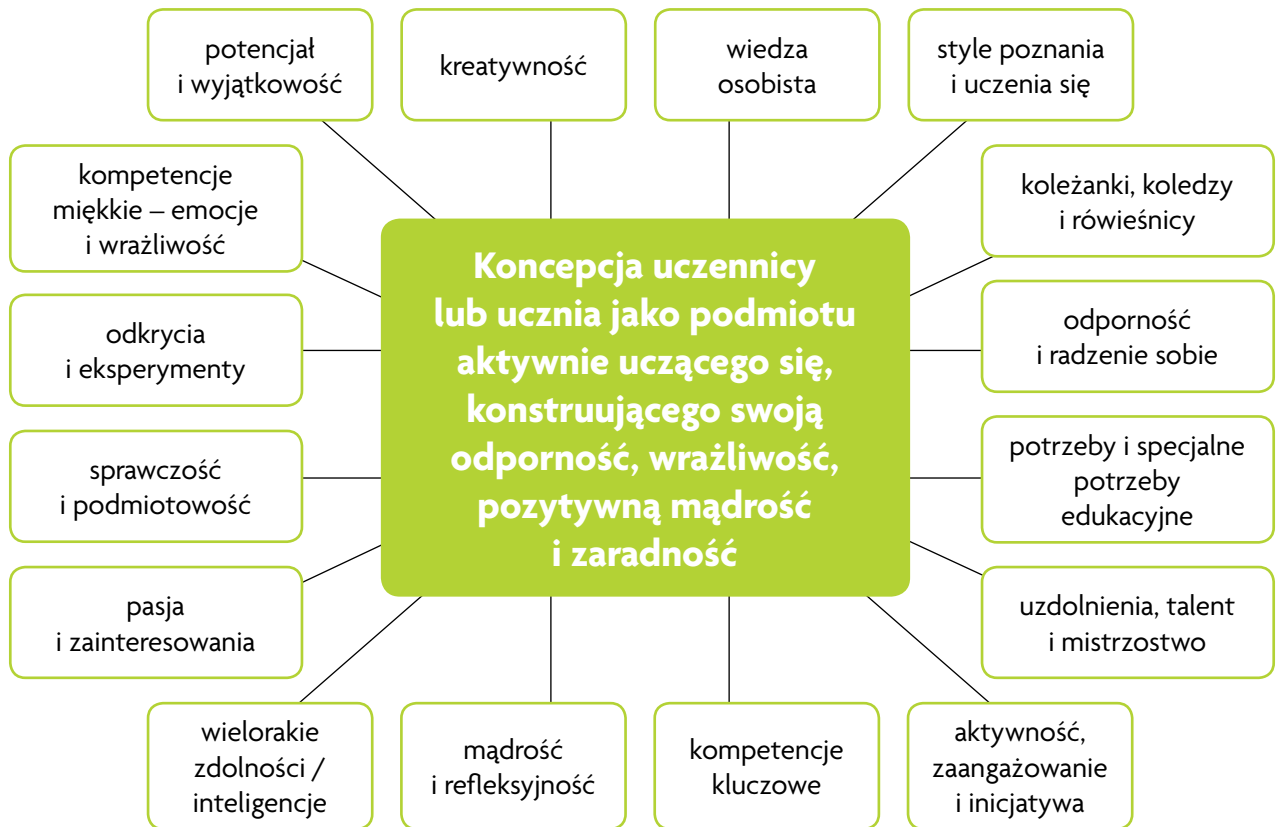 potencjał
i wyjątkowość
kreatywność
wiedza
osobista
style poznania
i uczenia się
kompetencje
miękkie – emocje
i wrażliwość
koleżanki, koledzy
i rówieśnicy
odkrycia
i eksperymenty
Koncepcja uczennicy
lub ucznia jako podmiotu
aktywnie uczącego się,
konstruującego swoją
odporność, wrażliwość,
pozytywną mądrość
i zaradność
odporność
i radzenie sobie
sprawczość
i podmiotowość
potrzeby i specjalne
potrzeby
edukacyjne
pasja
i zainteresowania
uzdolnienia, talent
i mistrzostwo
wielorakie
zdolności /
inteligencje
mądrość
i refleksyjność
kompetencje
kluczowe
aktywność,
zaangażowanie
i inicjatywa